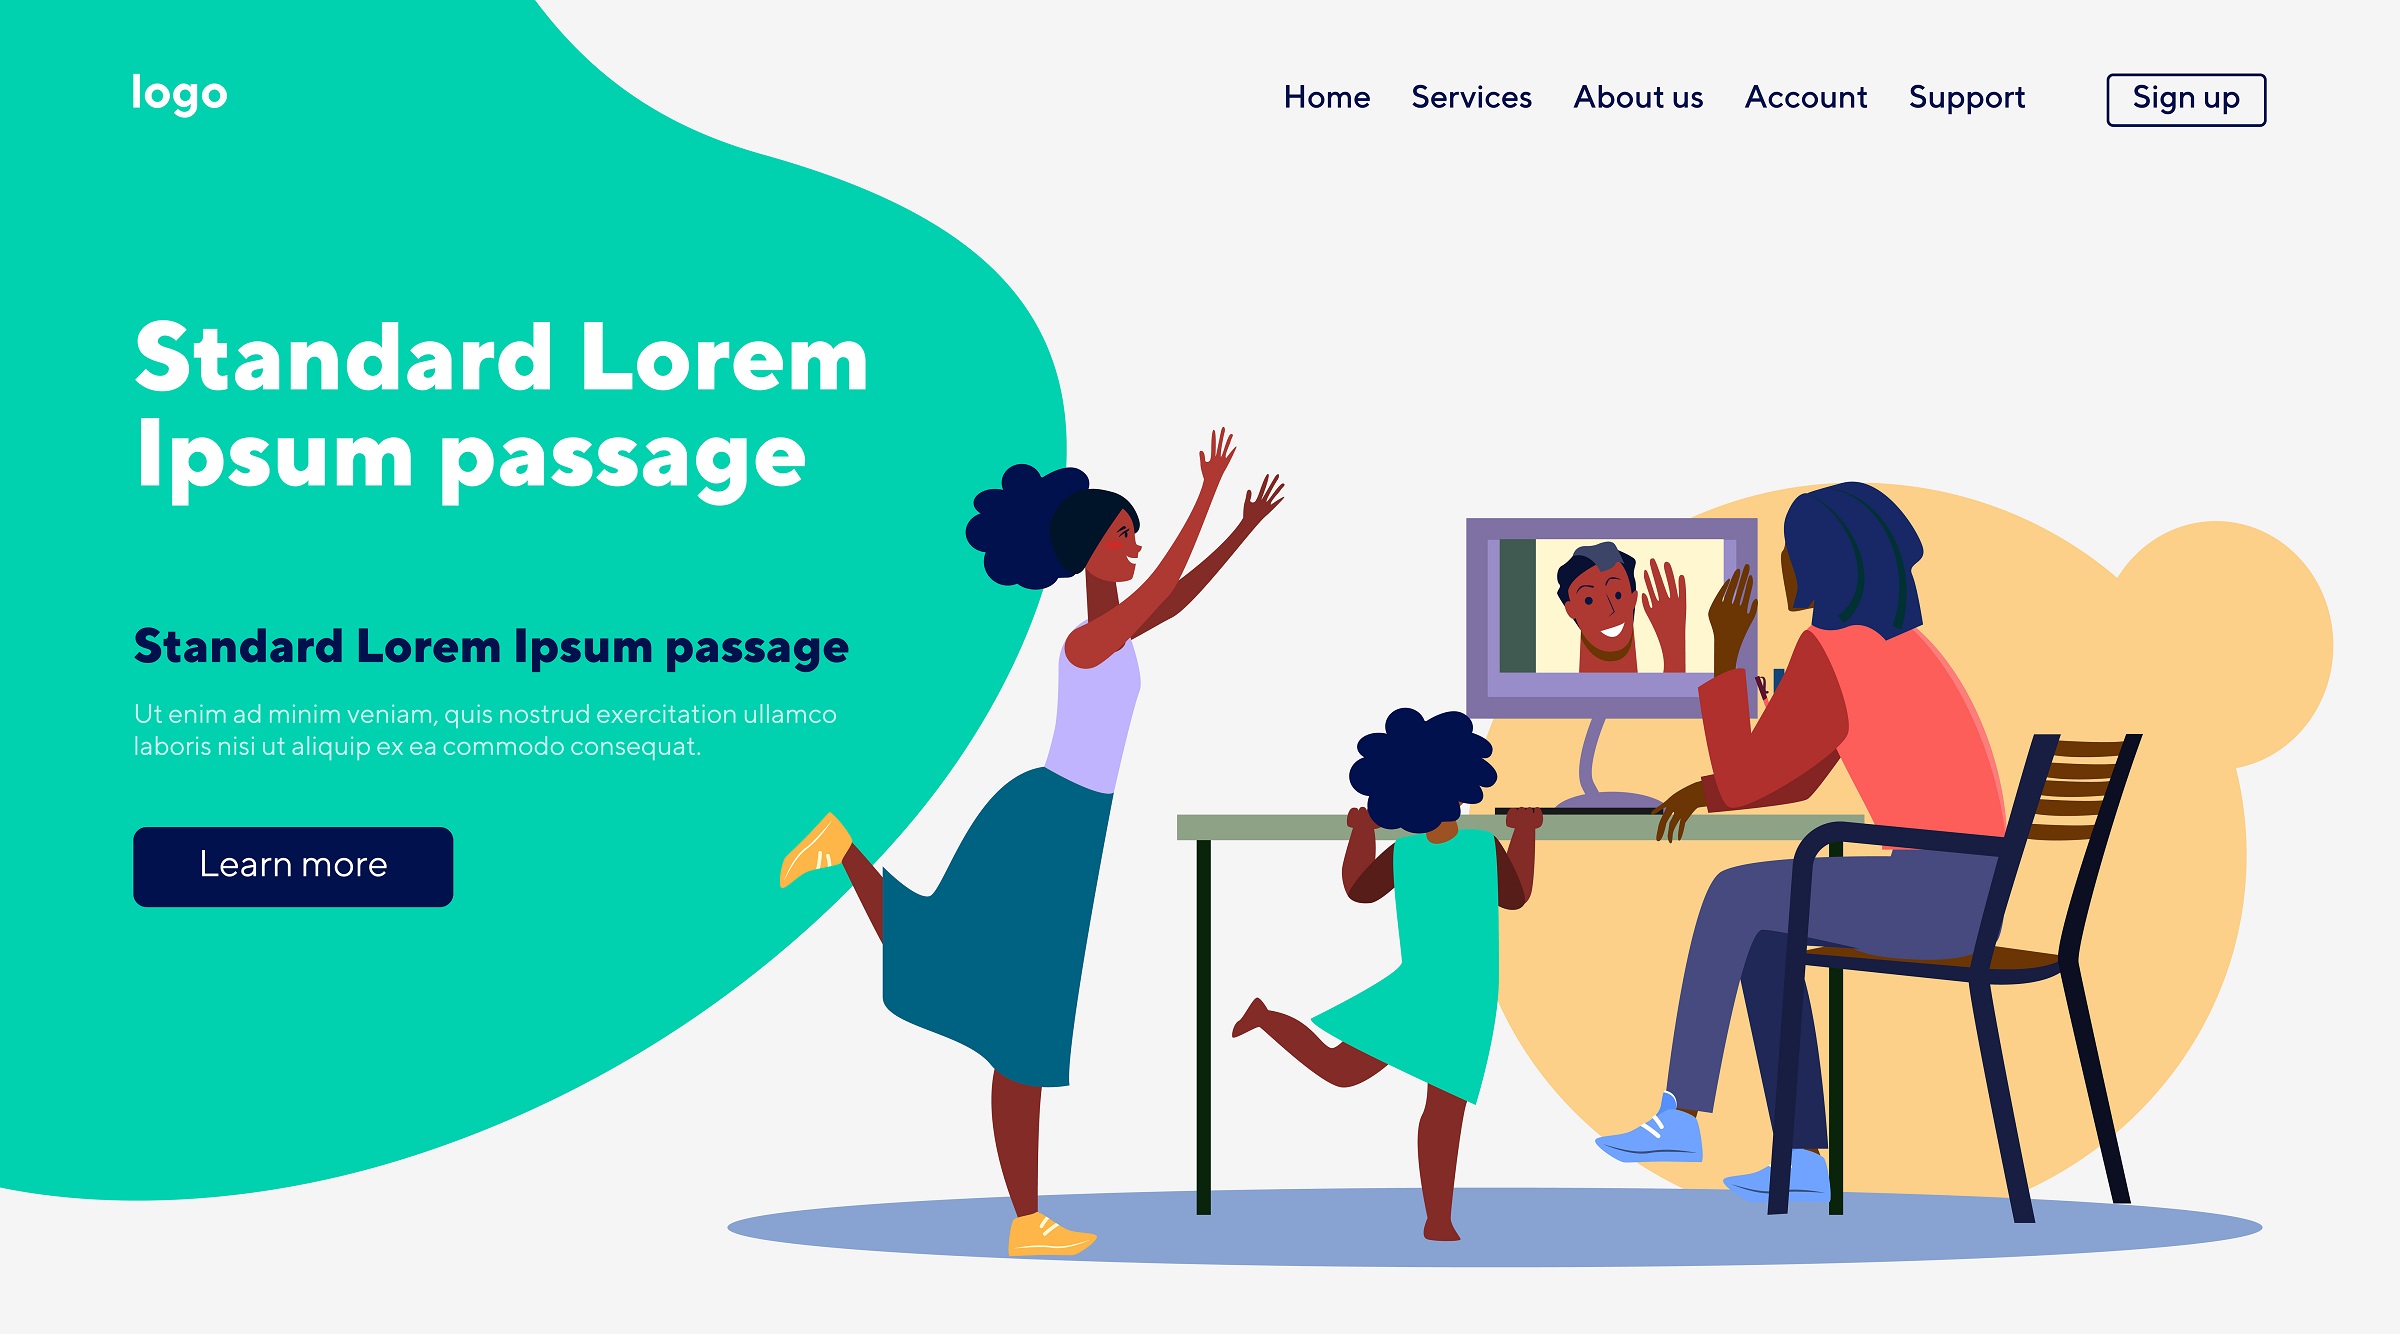 logo
Home Services About us Account Support Sign up
Standard Lorem
Ipsum passage
Standard Lorem Ipsum passage
Ut enim ad minim veniam, quis nostrud exercitation ullamco
laboris nisi ut aliquip ex ea commodo consequat.
Learn more